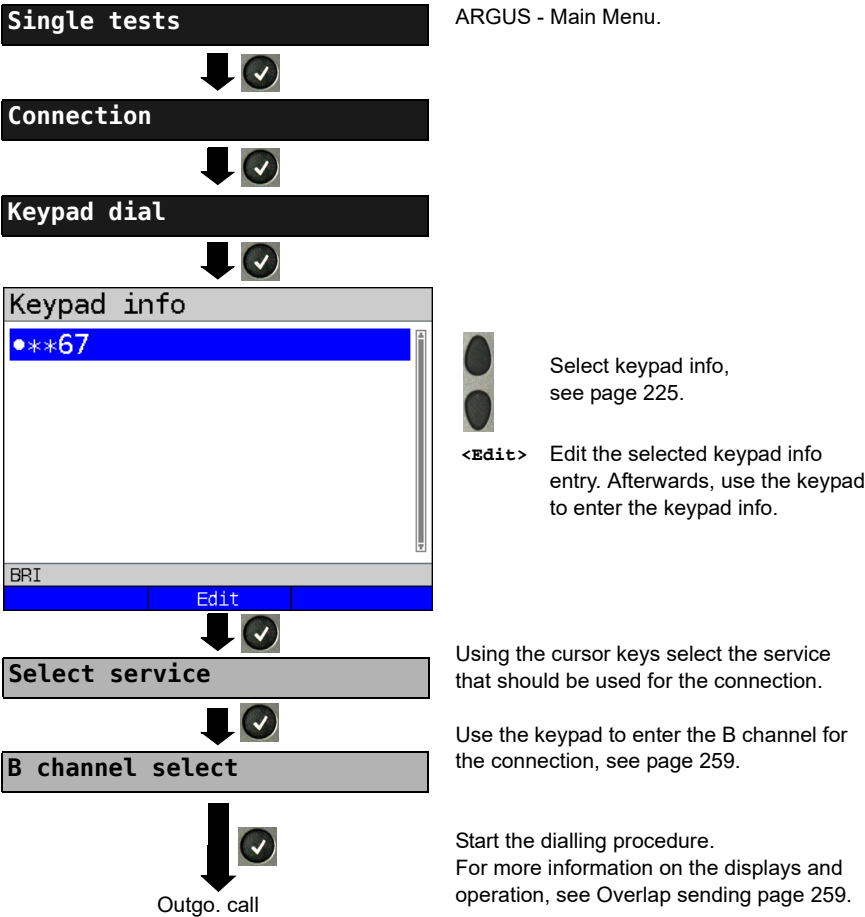 Single tests
ARGUS - Main Menu.
Connection
Keypad dial
Keypad info
●**67
Select keypad info,
see page 225.
<Edit> Edit the selected keypad info
entry. Afterwards, use the keypad
to enter the keypad info.
BRI
Edit
Select service
Using the cursor keys select the service
that should be used for the connection.
B channel select
Use the keypad to enter the B channel for
the connection, see page 259.
Start the dialling procedure.
For more information on the displays and
operation, see Overlap sending page 259.
Outgo. call